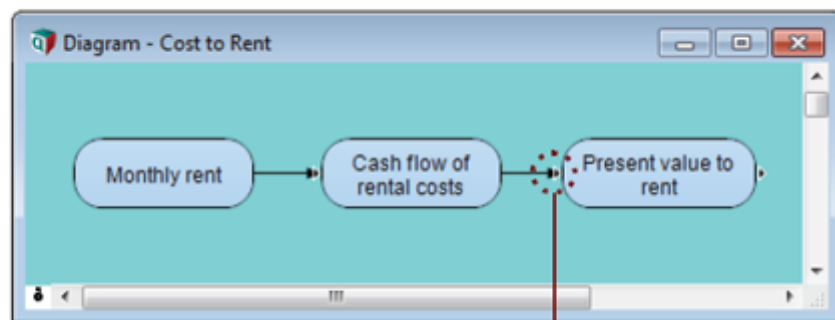 Diagram - Cost to Rent
Monthly rent
Cash flow of
rental costs
Present value to
rent